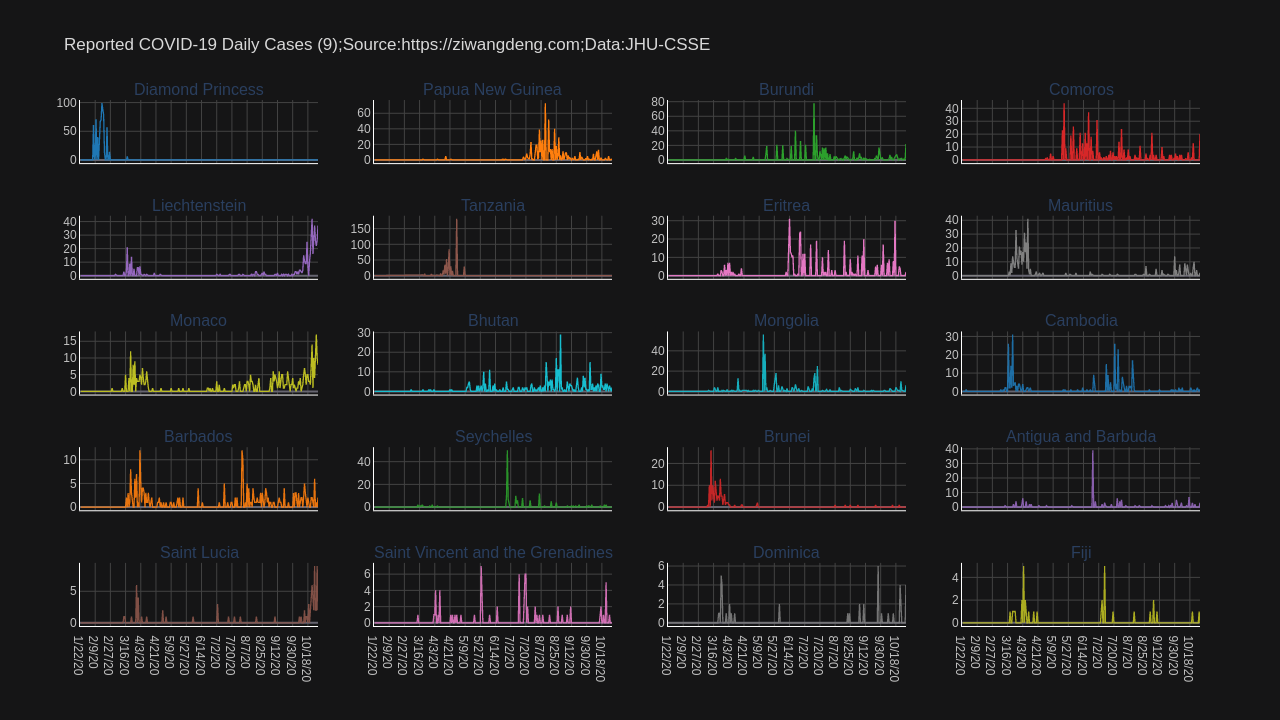 Reported COVID-19 Daily Cases (9);Source:https://ziwangdeng.com;Data:JHU-CSSE
Diamond Princess Papua New Guinea Burundi Comoros
100 50 0
60 40 20 0
80 60 40 20 0
40 30 20 10 0
Liechtenstein Tanzania Eritrea Mauritius
40 30 20 10 0
150 100 50 0
30 20 10 0
40 30 20 10 0
Monaco Bhutan Mongolia Cambodia
15 10 5 0
30 20 10 0
40 20 0
30 20 10 0
Barbados Seychelles Brunei Antigua and Barbuda
10 5 0
40 20 0
20 10 0
40 30 20 10 0
Saint Lucia Saint Vincent and the Grenadines Dominica Fiji
5 0
6 4 2 0
6 4 2 0
4 2 0
1/22/20 2/9/20 2/27/20 3/16/20 4/3/20 4/21/20 5/9/20 5/27/20 6/14/20 7/2/20 7/20/20 8/7/20 8/25/20 9/12/20 9/30/20 10/18/20
1/22/20 2/9/20 2/27/20 3/16/20 4/3/20 4/21/20 5/9/20 5/27/20 6/14/20 7/2/20 7/20/20 8/7/20 8/25/20 9/12/20 9/30/20 10/18/20
1/22/20 2/9/20 2/27/20 3/16/20 4/3/20 4/21/20 5/9/20 5/27/20 6/14/20 7/2/20 7/20/20 8/7/20 8/25/20 9/12/20 9/30/20 10/18/20
1/22/20 2/9/20 2/27/20 3/16/20 4/3/20 4/21/20 5/9/20 5/27/20 6/14/20 7/2/20 7/20/20 8/7/20 8/25/20 9/12/20 9/30/20 10/18/20